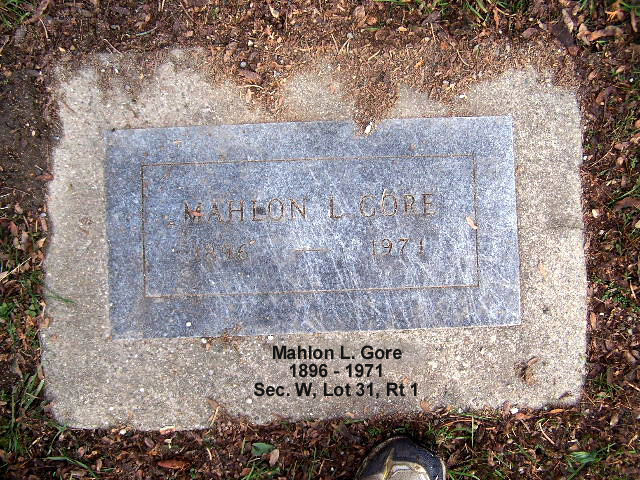 MAHLON L GORE
1896 — 1971
Mahlon L. Gore
1896 - 1971
Sec. W, Lot 31, Rt 1